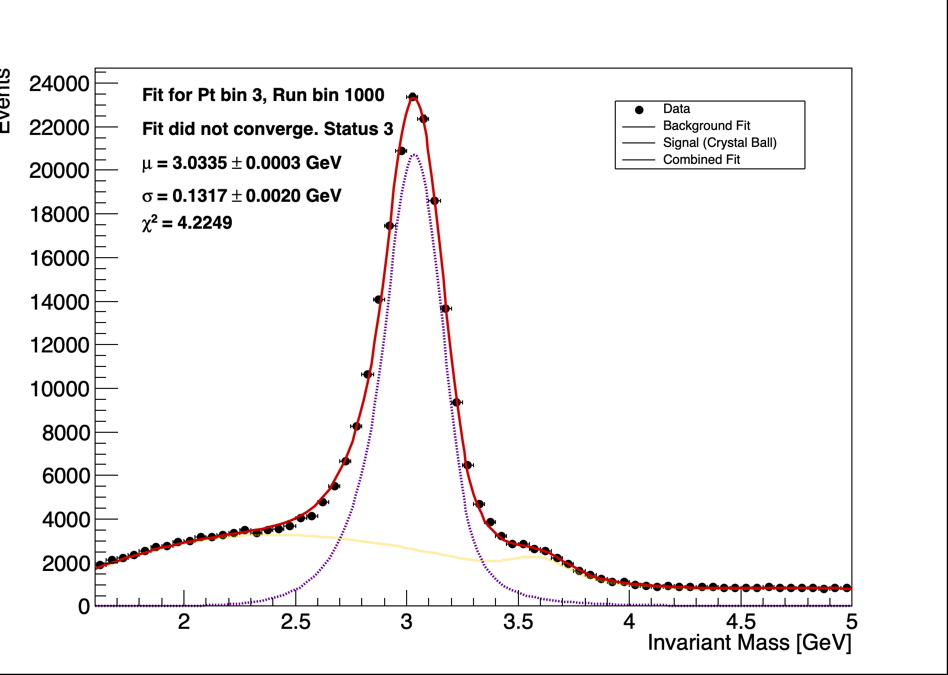 Events
24000
22000
20000
18000
16000
14000
12000
10000
8000
6000
4000
2000
0
Fit for Pt bin 3, Run bin 1000
Fit did not converge. Status 3
μ = 3.0335 ± 0.0003 GeV
σ = 0.1317 ± 0.0020 GeV
χ² = 4.2249
Data
Background Fit
Signal (Crystal Ball)
Combined Fit
2 2.5 3 3.5 4 4.5 5
Invariant Mass [GeV]